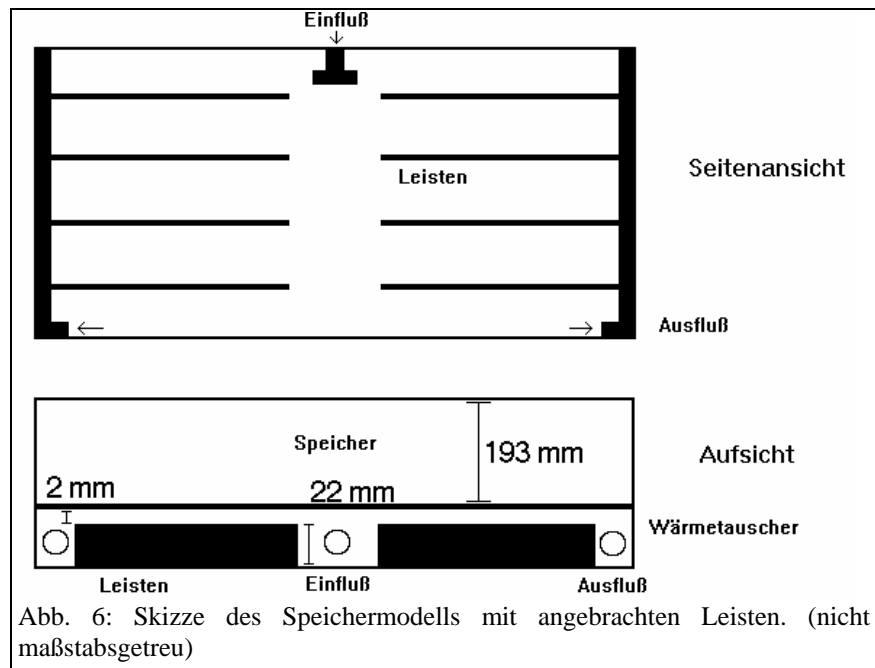 Einfluß
Leisten
Seitenansicht
Ausfluß
Speicher
193 mm
Aufsicht
2 mm
22 mm
Wärmetauscher
Leisten
Einfluß
Ausfluß
Abb. 6: Skizze des Speichermodells mit angebrachten Leisten. (nicht
maßstabsgetreu)